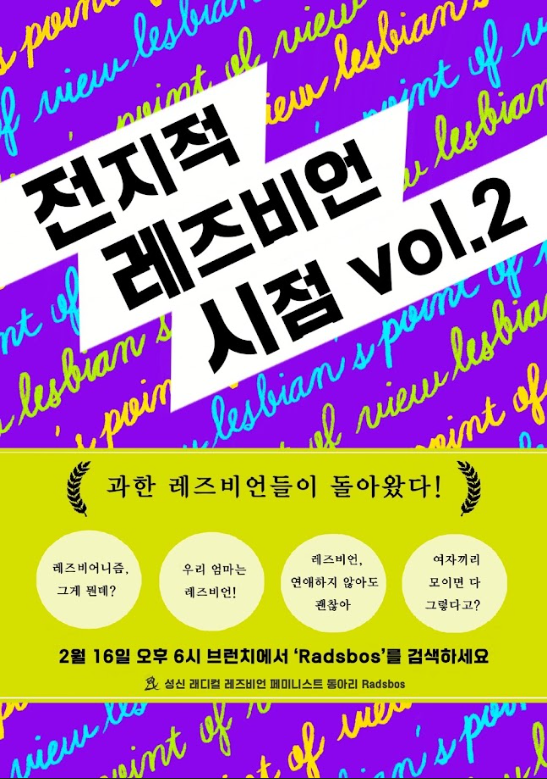 전지적
레즈비언
시점 vol.2
과한 레즈비언들이 돌아왔다!
레즈비어니즘,
그게 뭔데?
우리 엄마는
레즈비언!
레즈비언,
연애하지 않아도
괜찮아
여자끼리
모이면 다
그렇다고?
2월 16일 오후 6시 브런치에서 ‘Radsbos’를 검색하세요
성신 래디컬 레즈비언 페미니스트 동아리 Radsbos
lesbian's point of view